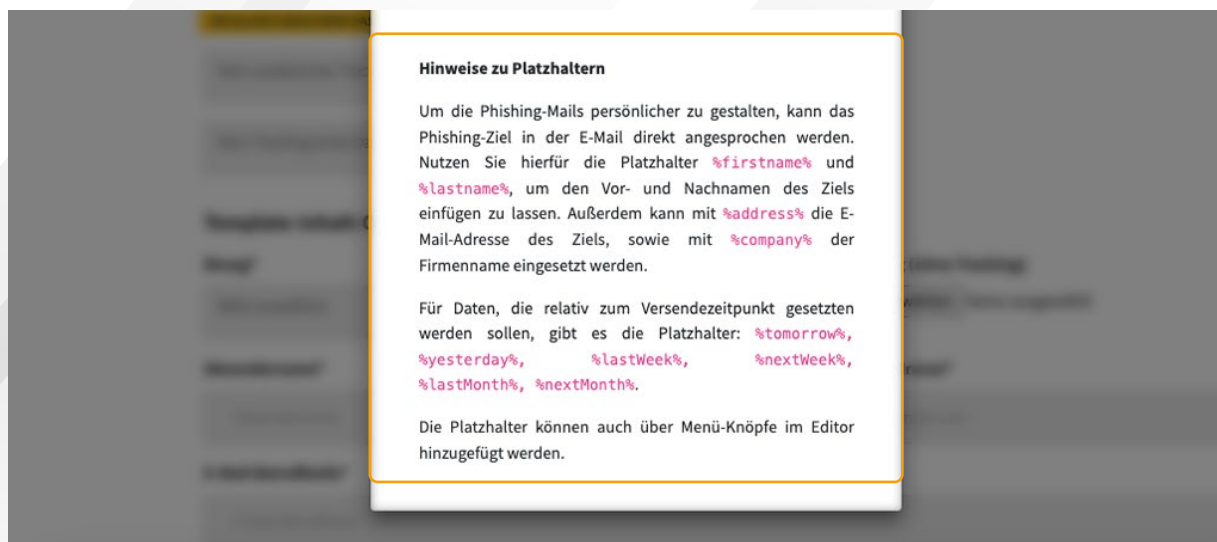 Hinweise zu Platzhaltern
Um die Phishing-Mails persönlicher zu gestalten, kann das
Phishing-Ziel in der E-Mail direkt angesprochen werden.
Nutzen Sie hierfür die Platzhalter %firstname% und
%lastname%, um den Vor- und Nachnamen des Ziels
einfügen zu lassen. Außerdem kann mit %address% die E-
Mail-Adresse des Ziels, sowie mit %company% der
Firmenname eingesetzt werden.
Für Daten, die relativ zum Versendezeitpunkt gesetzten
werden sollen, gibt es die Platzhalter: %tomorrow%,
%yesterday%, %lastWeek%, %nextWeek%,
%lastMonth%, %nextMonth%.
Die Platzhalter können auch über Menü-Knöpfe im Editor
hinzugefügt werden.